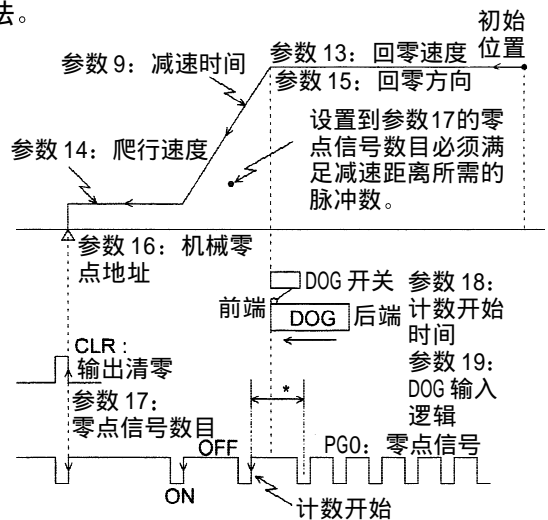 法。
初始
位置
参数 13：回零速度
参数 9：减速时间
参数 15：回零方向
设置到参数17的零
点信号数目必须满
足减速距离所需的
脉冲数。
参数 14：爬行速度
参数 16：机械零
点地址
DOG 开关
参数 18：
计数开始
时间
前端
DOG
后端
参数 19：
DOG 输入
逻辑
CLR：
输出清零
参数 17：
零点信号数目
*
OFF
PG0：零点信号
ON
计数开始